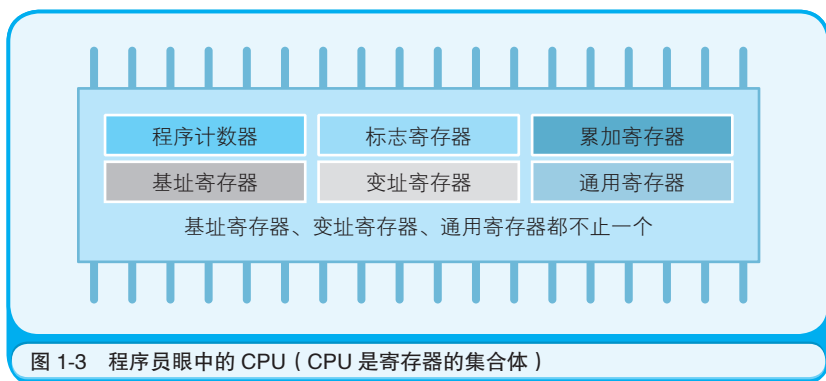 程序计数器 标志寄存器 累加寄存器
基址寄存器 变址寄存器 通用寄存器
基址寄存器、变址寄存器、通用寄存器都不止一个
图 1-3 程序员眼中的 CPU（CPU 是寄存器的集合体）